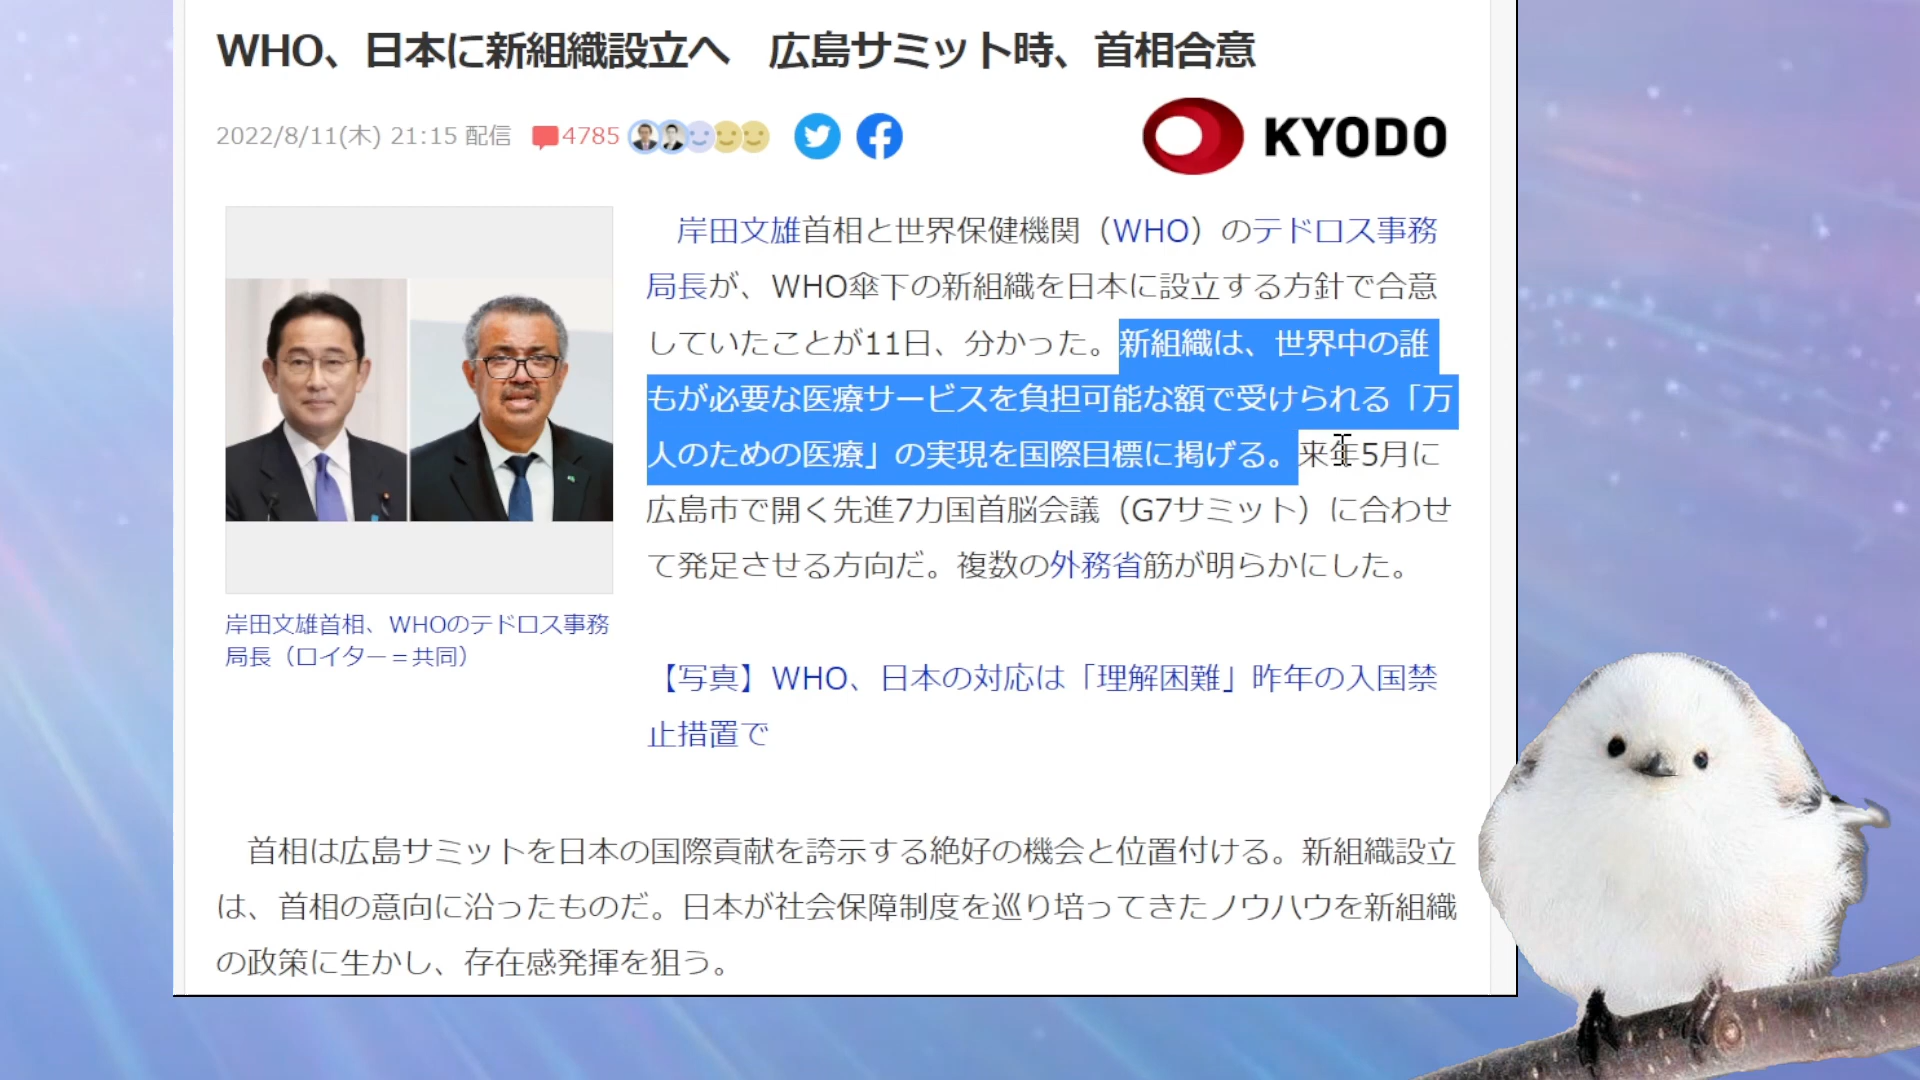 WHO、日本に新組織設立へ　広島サミット時、首相合意
2022/8/11(木) 21:15 配信 4785
KYODO
岸田文雄首相と世界保健機関（WHO）のテドロス事務
局長が、WHO傘下の新組織を日本に設立する方針で合意
していたことが11日、分かった。新組織は、世界中の誰
もが必要な医療サービスを負担可能な額で受けられる「万
人のための医療」の実現を国際目標に掲げる。来年5月に
広島市で開く先進7カ国首脳会議（G7サミット）に合わせ
て発足させる方向だ。複数の外務省筋が明らかにした。
岸田文雄首相、WHOのテドロス事務
局長（ロイター＝共同）
【写真】WHO、日本の対応は「理解困難」昨年の入国禁
止措置で
首相は広島サミットを日本の国際貢献を誇示する絶好の機会と位置付ける。新組織設立
は、首相の意向に沿ったものだ。日本が社会保障制度を巡り培ってきたノウハウを新組織
の政策に生かし、存在感発揮を狙う。